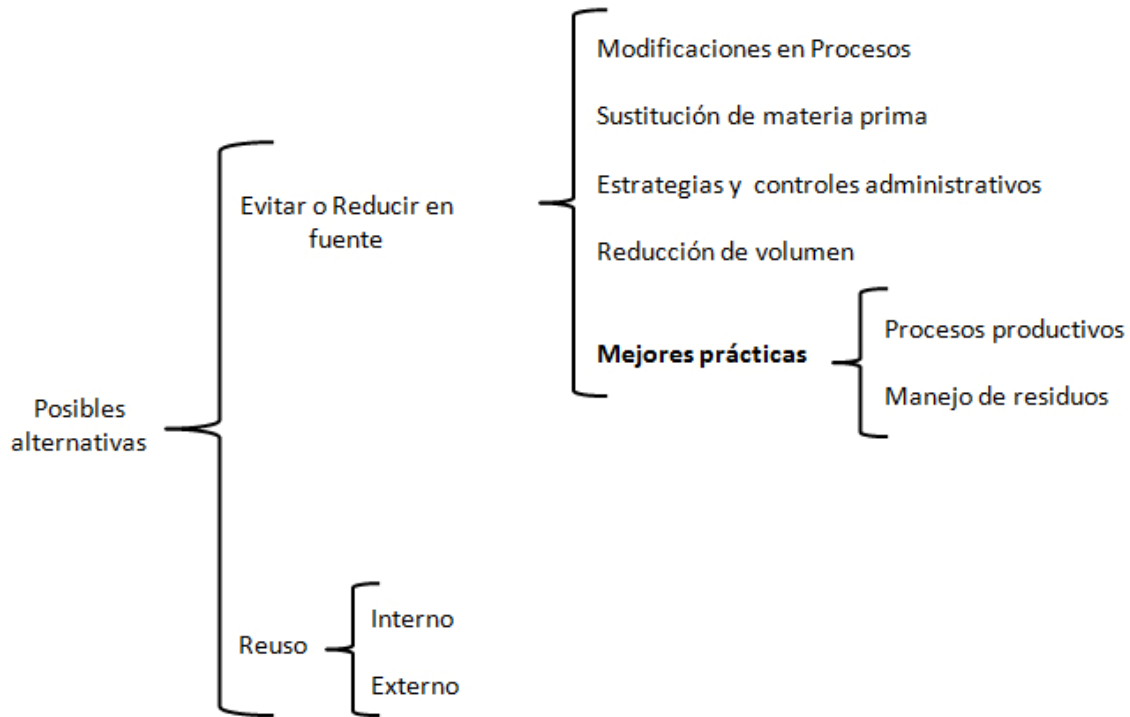 Posibles
alternativas
Evitar o Reducir en
fuente
Modificaciones en Procesos
Sustitución de materia prima
Estrategias y controles administrativos
Reducción de volumen
Mejores prácticas
Procesos productivos
Manejo de residuos
Reuso
Interno
Externo